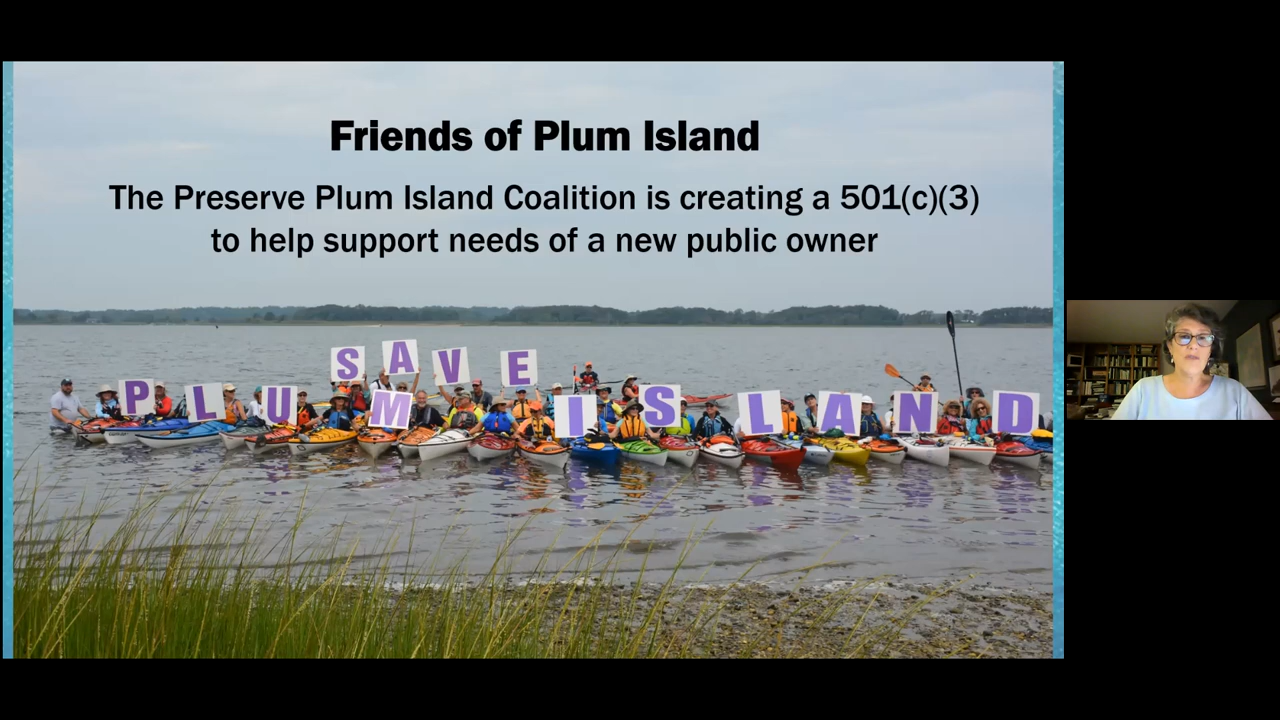 Friends of Plum Island
The Preserve Plum Island Coalition is creating a 501(c)(3)
to help support needs of a new public owner
SAVE
PLUM ISLAND